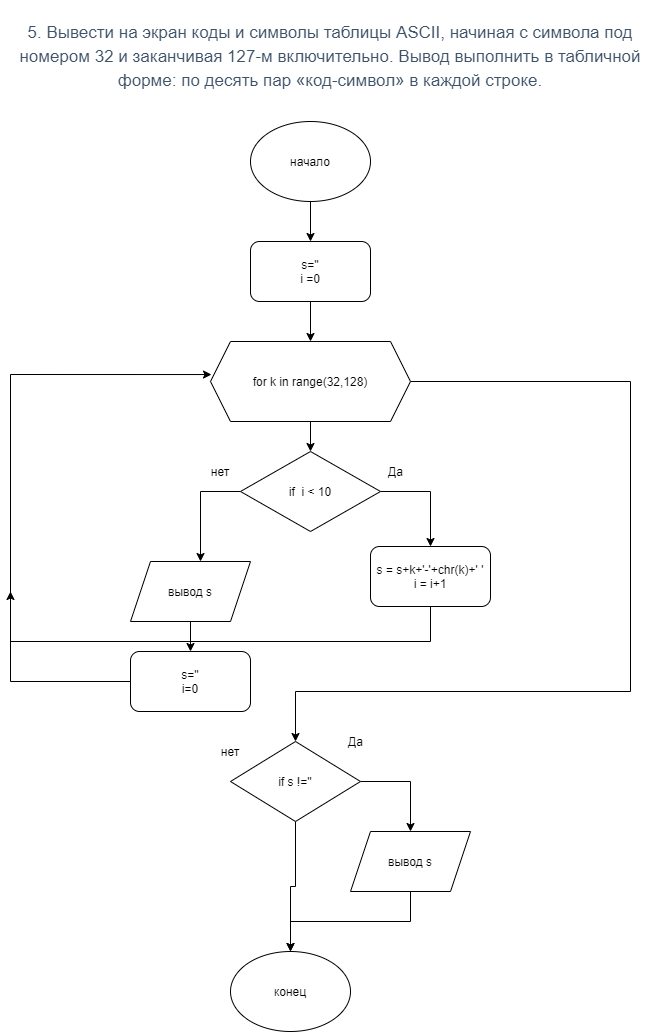 5. Вывести на экран коды и символы таблицы ASCII, начиная с символа под
номером 32 и заканчивая 127-м включительно. Вывод выполнить в табличной
форме: по десять пар «код-символ» в каждой строке.
начало
s=''
i =0
for k in range(32,128)
нет
Да
if i < 10
s = s+k+'-'+chr(k)+' '
i = i+1
вывод s
s=''
i=0
нет
Да
if s !=''
вывод s
конец